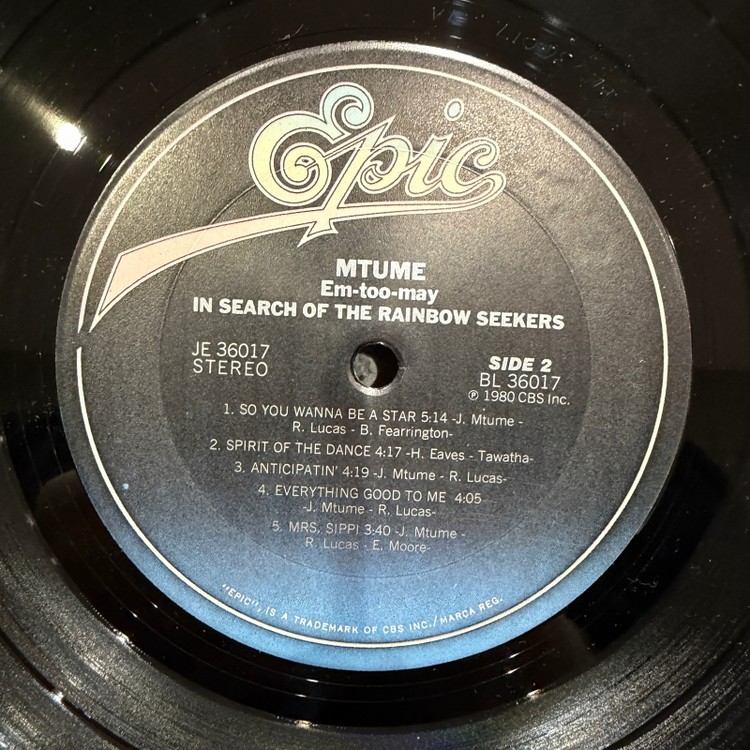 Epic
MTUME
Em-too-may
IN SEARCH OF THE RAINBOW SEEKERS
JE 36017
STEREO
SIDE 2
BL 36017
℗ 1980 CBS Inc.
1. SO YOU WANNA BE A STAR 5:14 -J. Mtume -
R. Lucas - B. Fearrington-
2. SPIRIT OF THE DANCE 4:17 -H. Eaves - Tawatha-
3. ANTICIPATIN' 4:19 -J. Mtume - R. Lucas-
4. EVERYTHING GOOD TO ME 4:05
-J. Mtume - R. Lucas-
5. MRS. SIPPI 3:40 -J. Mtume -
R. Lucas - E. Moore-
"EPIC", IS A TRADEMARK OF CBS INC./MARCA REG.